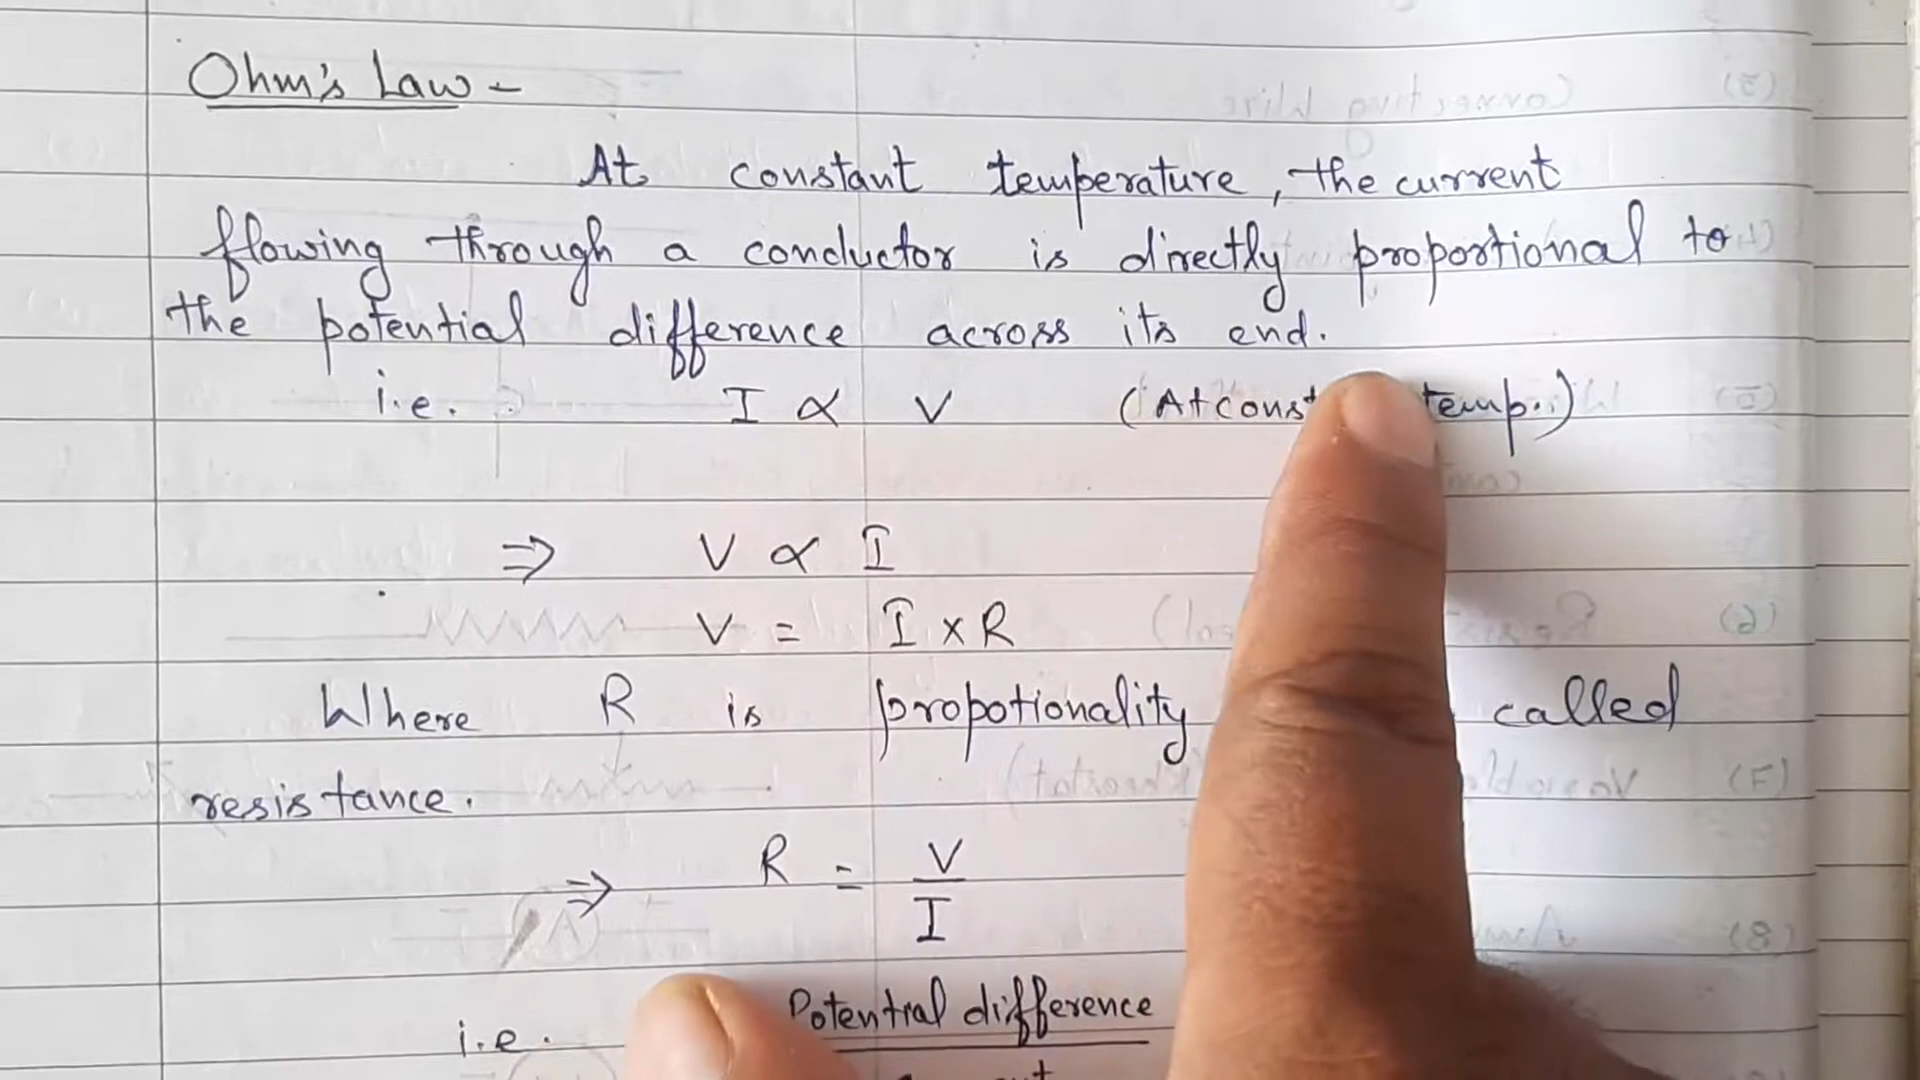 Ohm's Law -
At constant temperature, the current
flowing through a conductor is directly proportional to
the potential difference across its end.
i.e. I ∝ V (At const temp.)
⇒ V ∝ I
V = I × R
Where R is propotionality called
resistance.
⇒ R = V
I
i.e. Potential difference